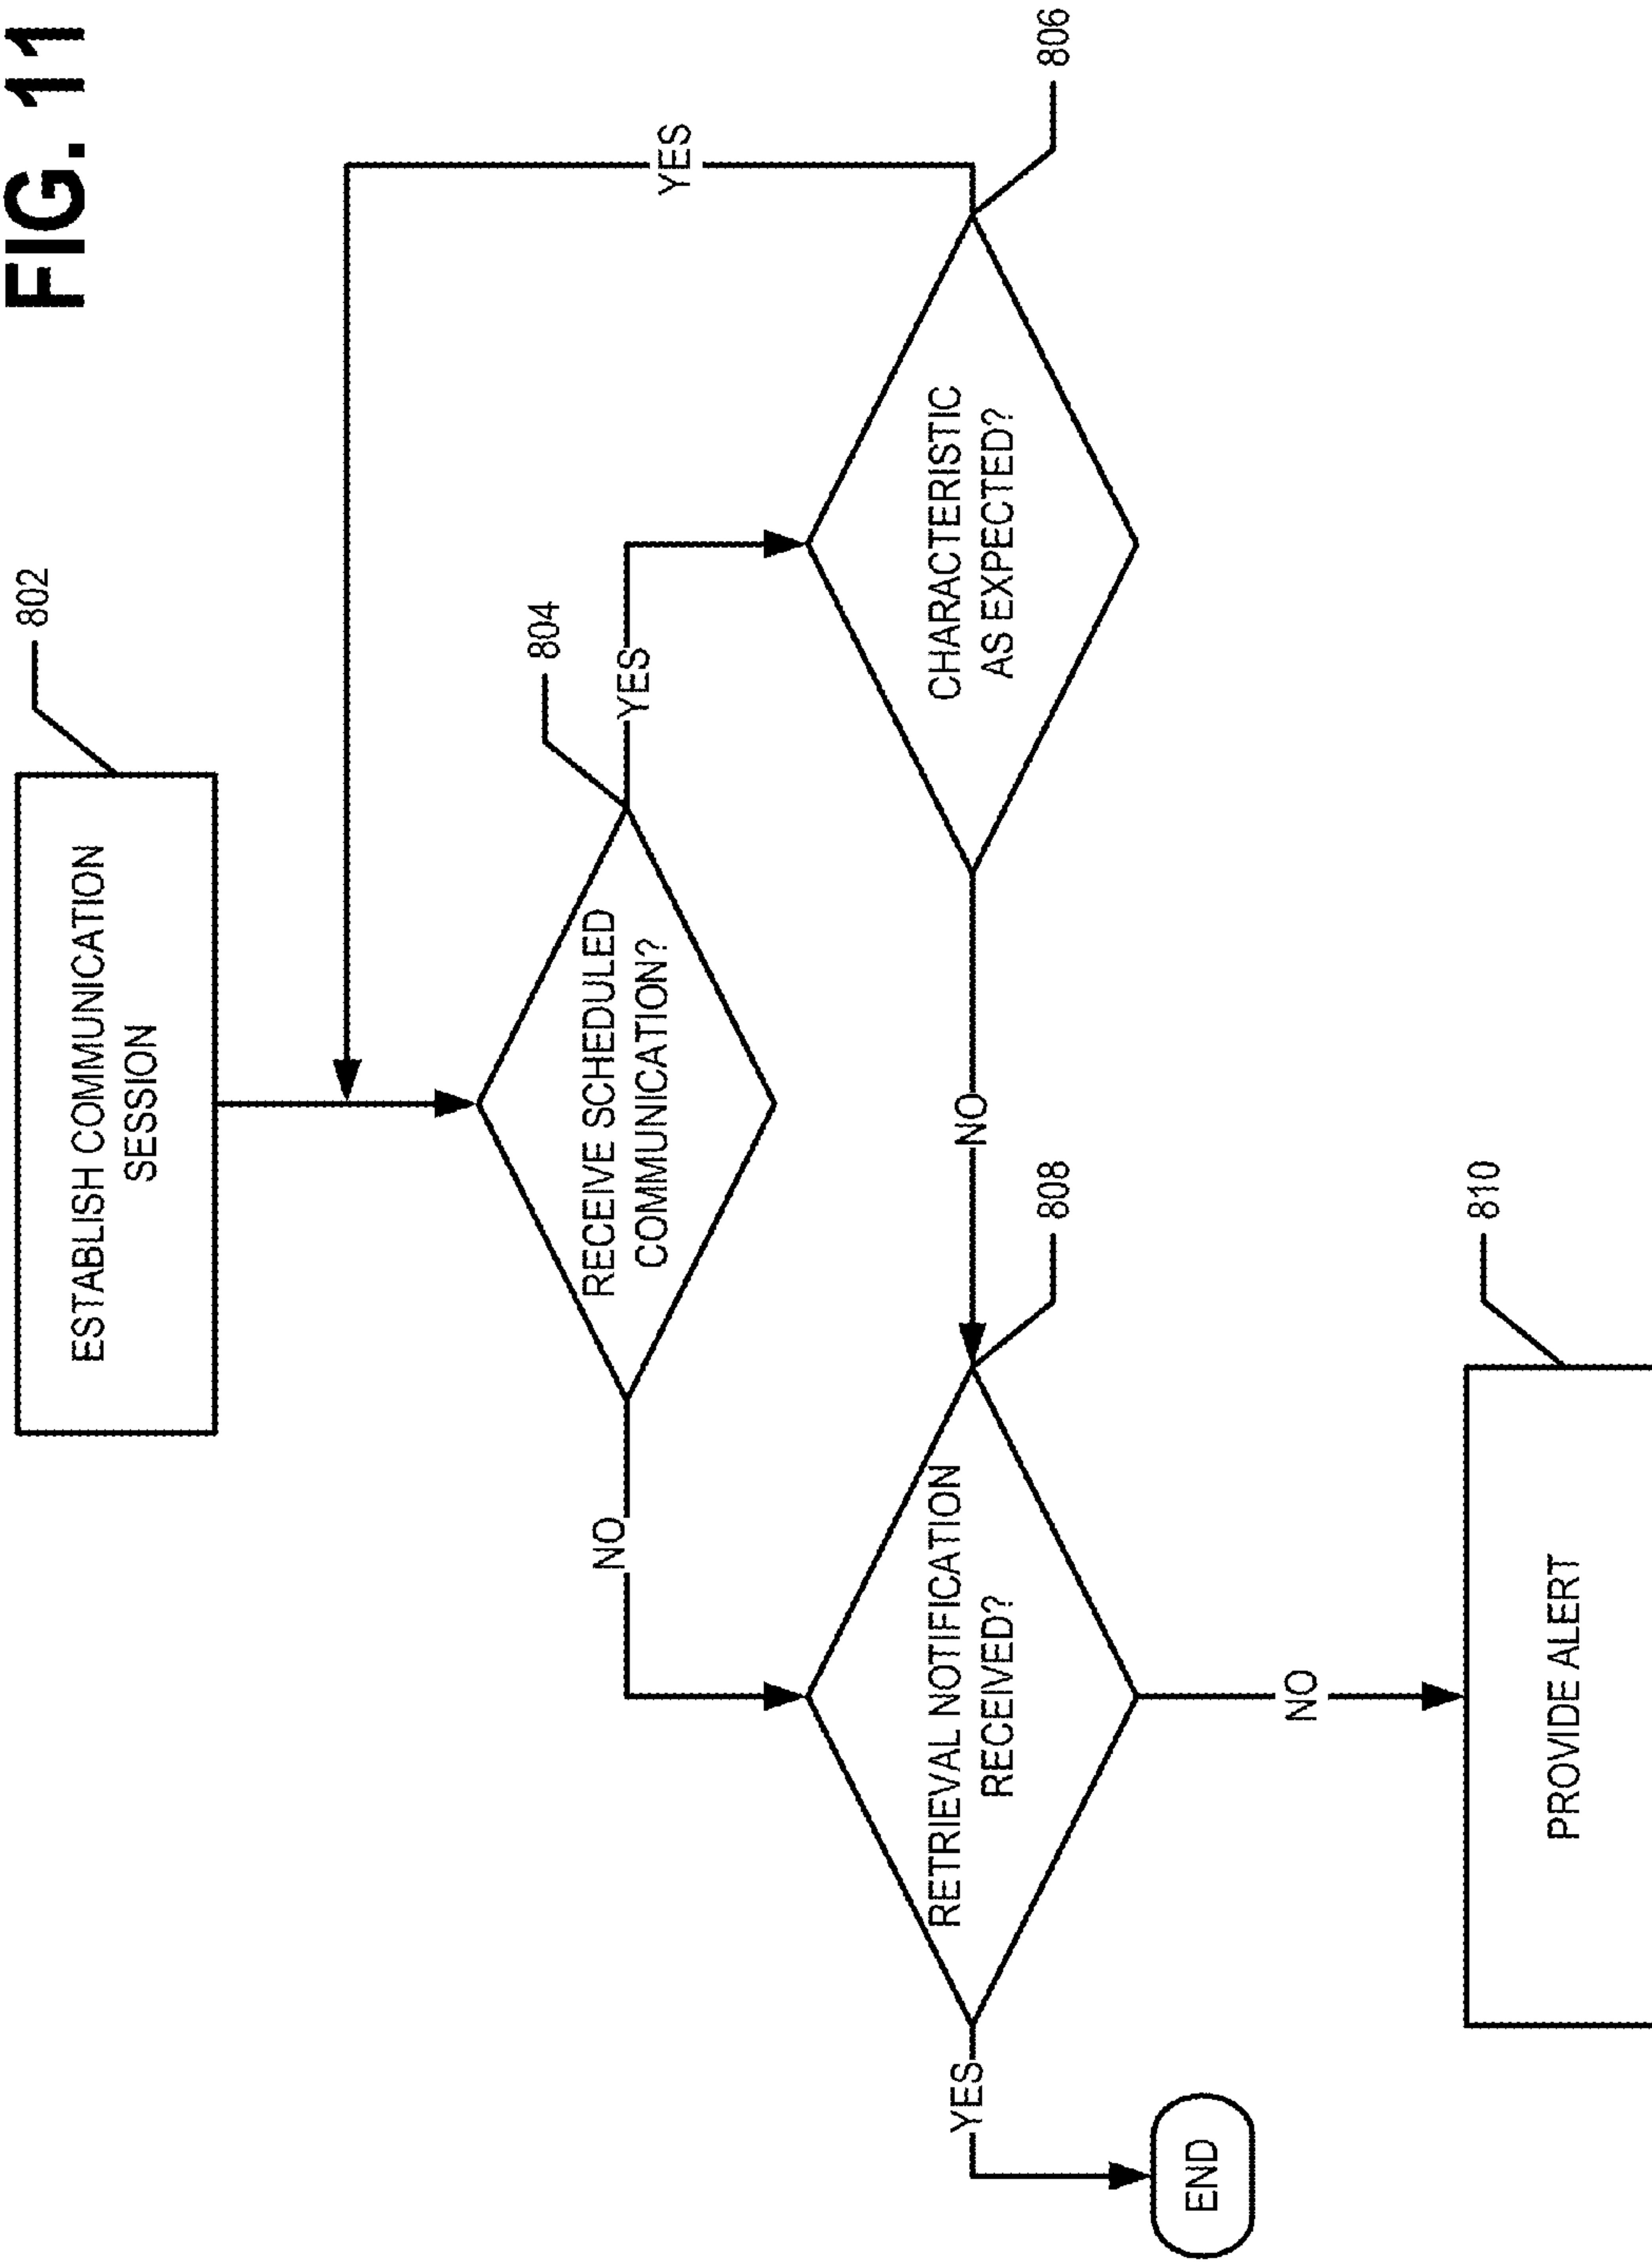 FIG. 11
ESTABLISH COMMUNICATION
SESSION
802
RECEIVE SCHEDULED
COMMUNICATION?
804
YES
NO
CHARACTERISTIC
AS EXPECTED?
806
YES
NO
RETRIEVAL NOTIFICATION
RECEIVED?
808
YES
NO
END
PROVIDE ALERT
810